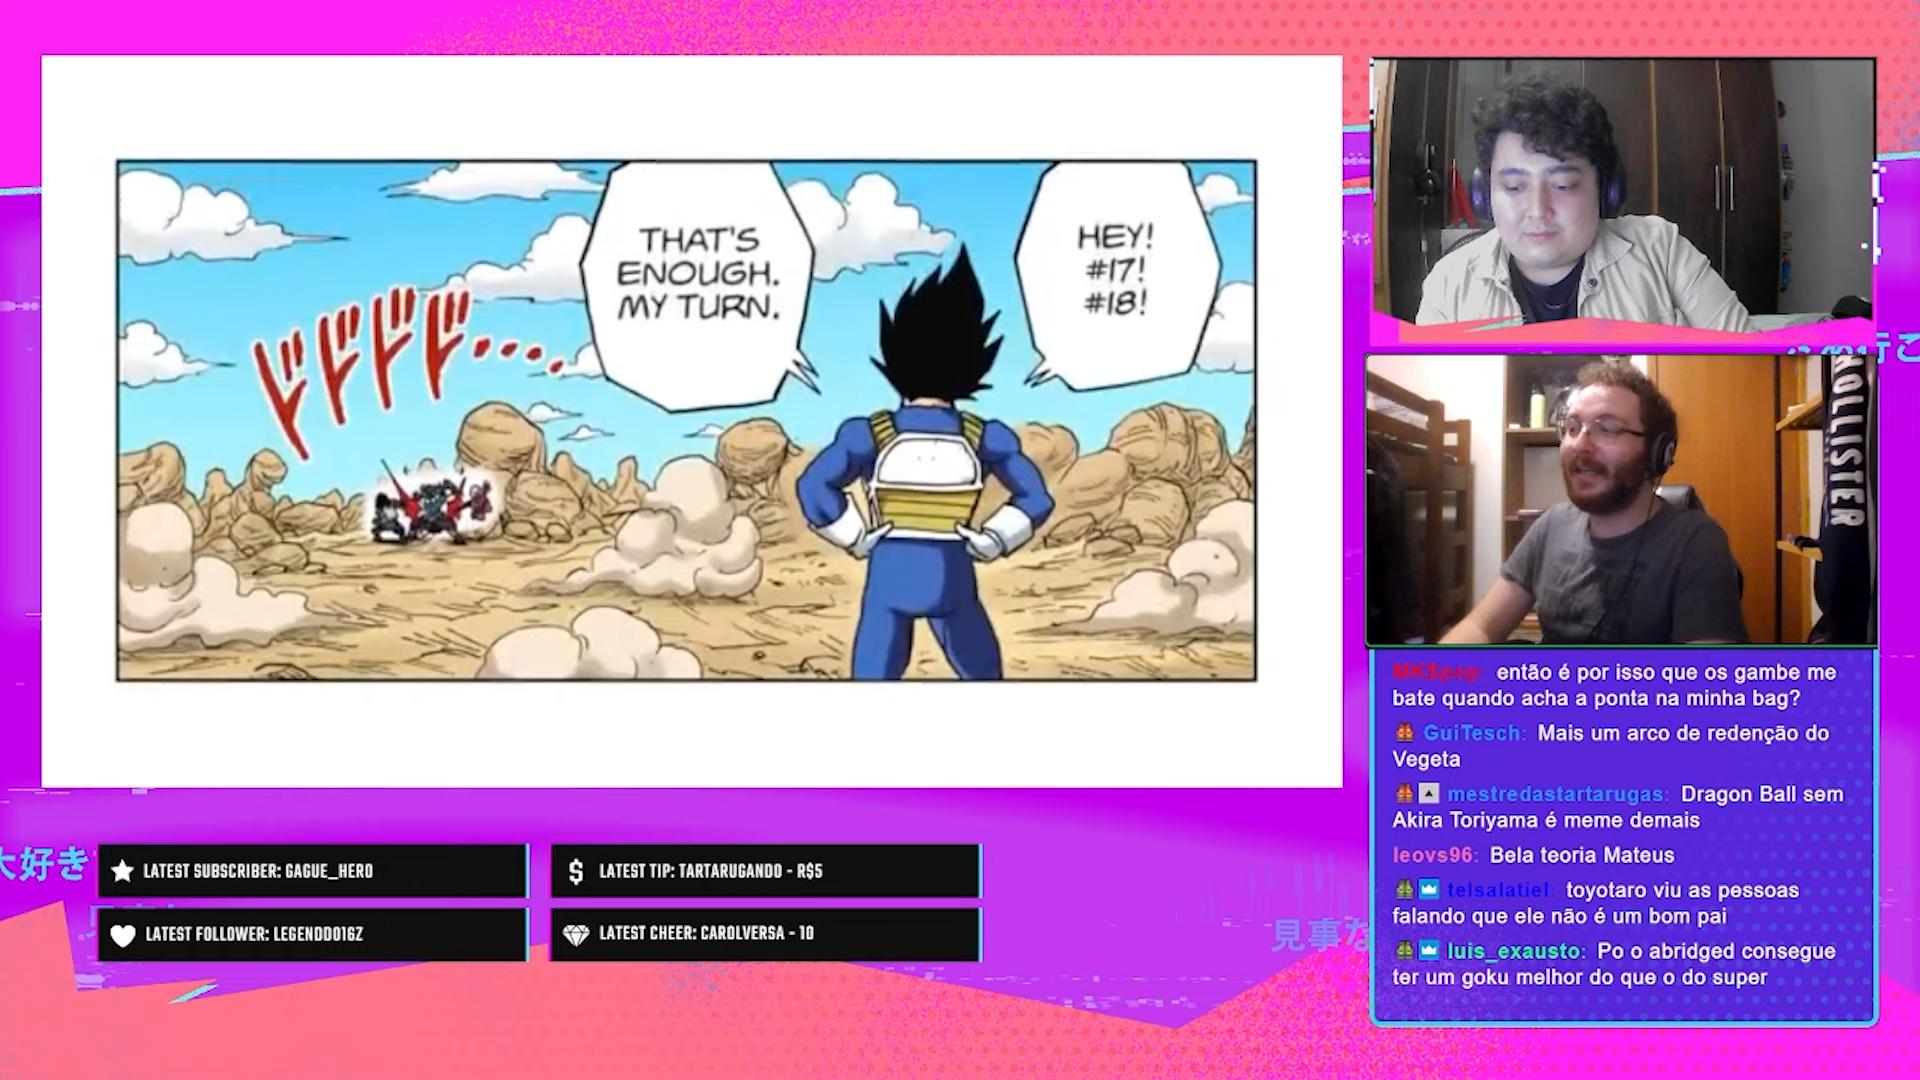 THAT'S
ENOUGH.
MY TURN.
HEY!
#17!
#18!
ドドドド....
HOLLISTER
MK$pop: então é por isso que os gambe me
bate quando acha a ponta na minha bag?
GuiTesch: Mais um arco de redenção do
Vegeta
mestredastartarugas: Dragon Ball sem
Akira Toriyama é meme demais
leovs96: Bela teoria Mateus
telsalatiel: toyotaro viu as pessoas
falando que ele não é um bom pai
luis_exausto: Po o abridged consegue
ter um goku melhor do que o do super
大好き
LATEST SUBSCRIBER: GAGUE_HERO
LATEST TIP: TARTARUGANDO - R$5
LATEST FOLLOWER: LEGENDD016Z
LATEST CHEER: CAROLVERSA - 10
見事な